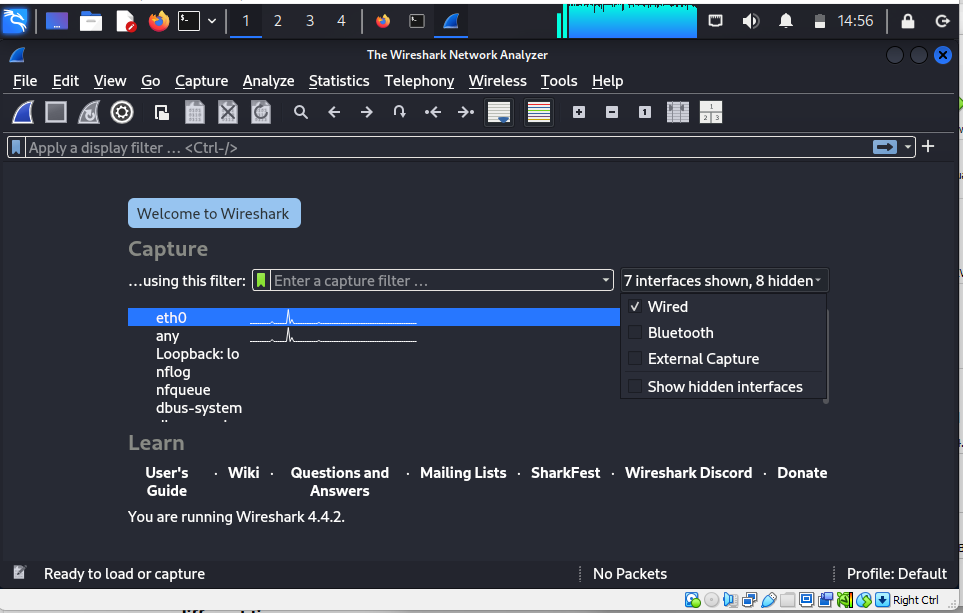 1 2 3 4 14:56
The Wireshark Network Analyzer
File Edit View Go Capture Analyze Statistics Telephony Wireless Tools Help
Apply a display filter … <Ctrl-/>
Welcome to Wireshark
Capture
…using this filter: Enter a capture filter … 7 interfaces shown, 8 hidden
Wired
Bluetooth
External Capture
Show hidden interfaces
eth0
any
Loopback: lo
nflog
nfqueue
dbus-system
Learn
User's Guide · Wiki · Questions and Answers · Mailing Lists · SharkFest · Wireshark Discord · Donate
You are running Wireshark 4.4.2.
Ready to load or capture No Packets Profile: Default
Right Ctrl